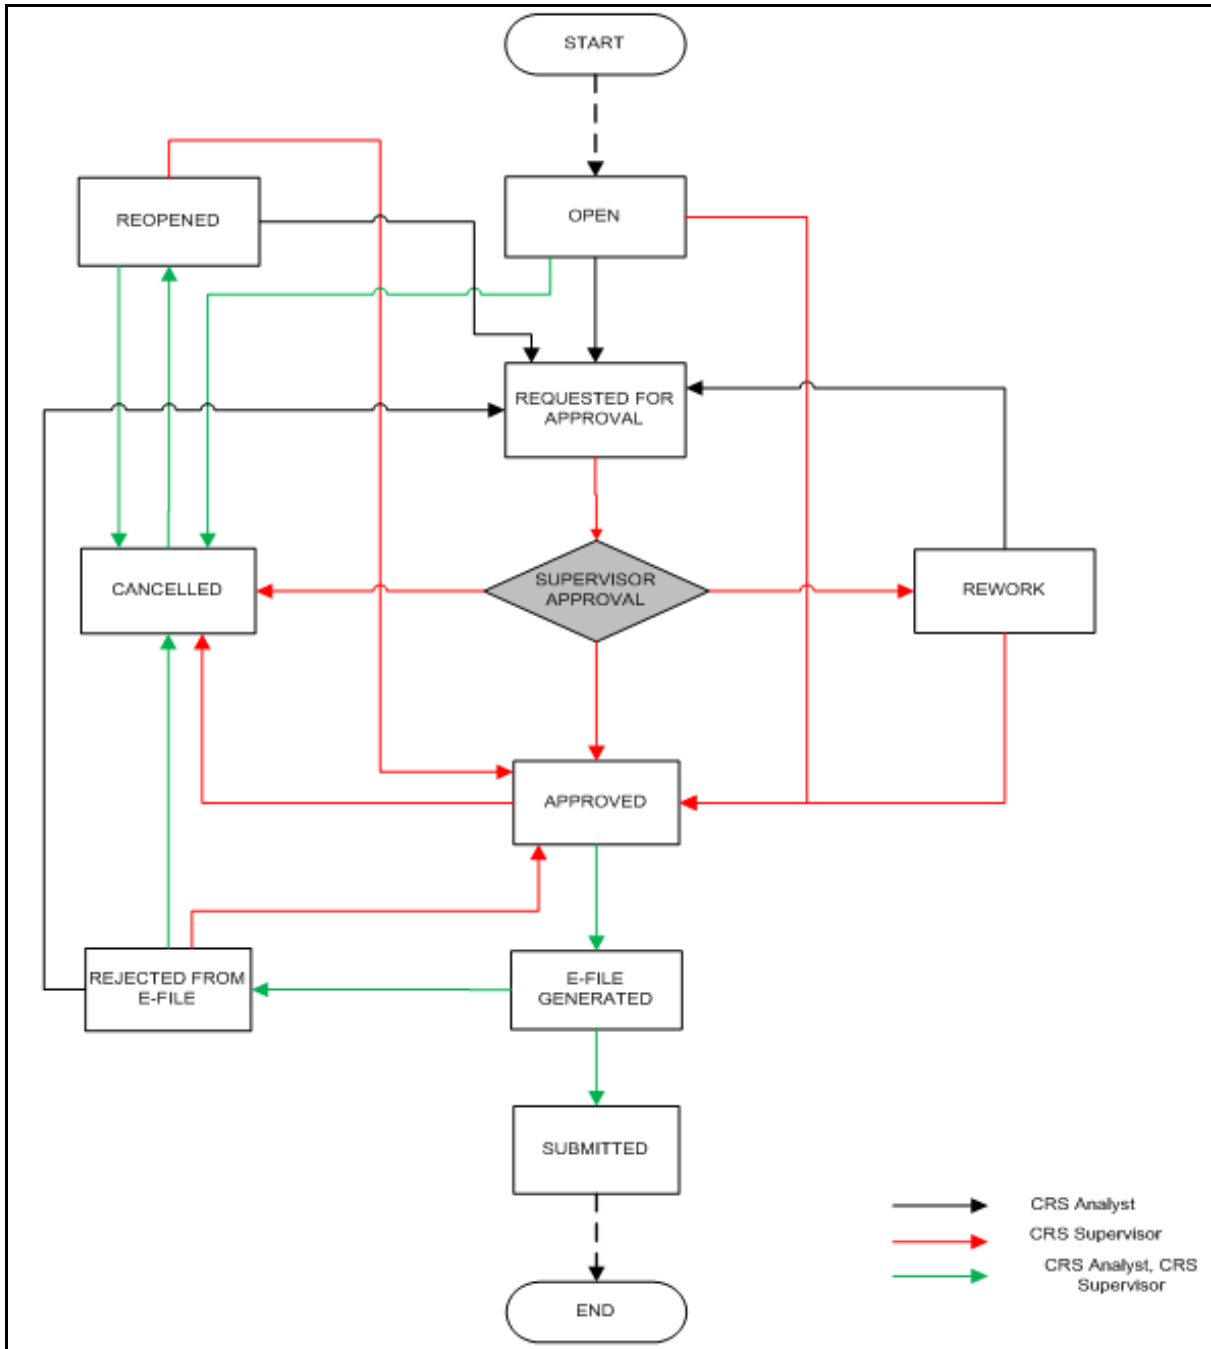 START
REOPENED
OPEN
REQUESTED FOR
APPROVAL
CANCELLED
SUPERVISOR
APPROVAL
REWORK
APPROVED
REJECTED FROM
E-FILE
E-FILE
GENERATED
SUBMITTED
CRS Analyst
CRS Supervisor
CRS Analyst, CRS
Supervisor
END